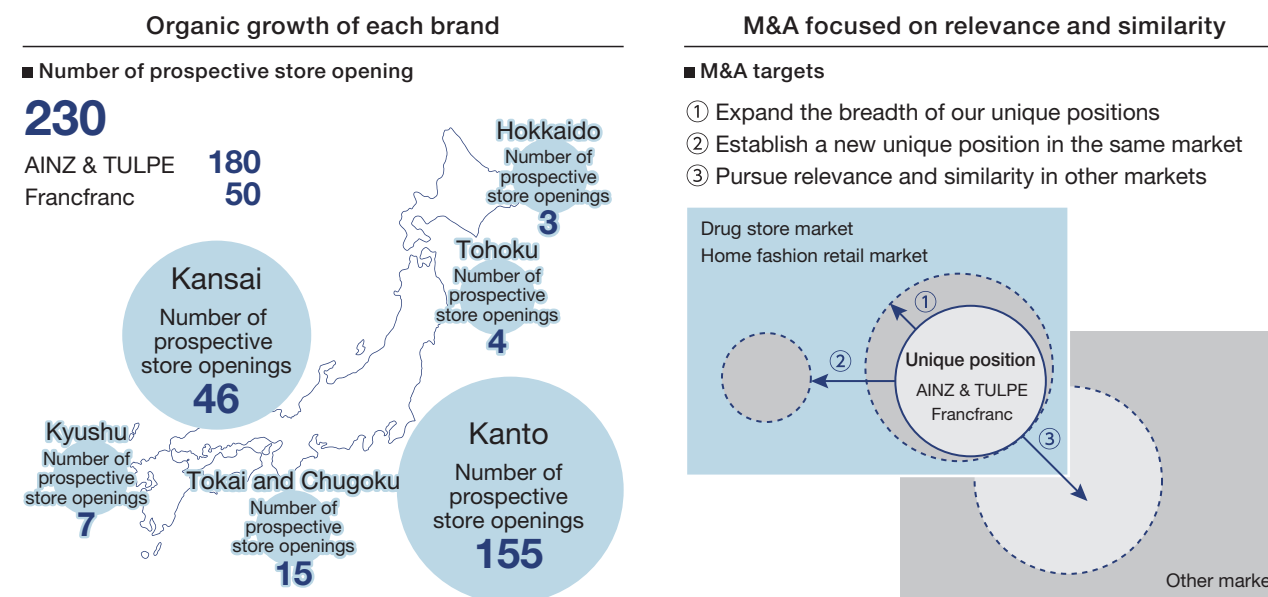 Organic growth of each brand
■ Number of prospective store opening
230
AINZ & TULPE 180
Francfranc 50
Hokkaido
Number of
prospective
store openings
3
Tohoku
Number of
prospective
store openings
4
Kansai
Number of
prospective
store openings
46
Kanto
Number of
prospective
store openings
155
Kyushu
Number of
prospective
store openings
7
Tokai and Chugoku
Number of
prospective
store openings
15
M&A focused on relevance and similarity
■ M&A targets
① Expand the breadth of our unique positions
② Establish a new unique position in the same market
③ Pursue relevance and similarity in other markets
Drug store market
Home fashion retail market
①
②
Unique position
AINZ & TULPE
Francfranc
③
Other marke